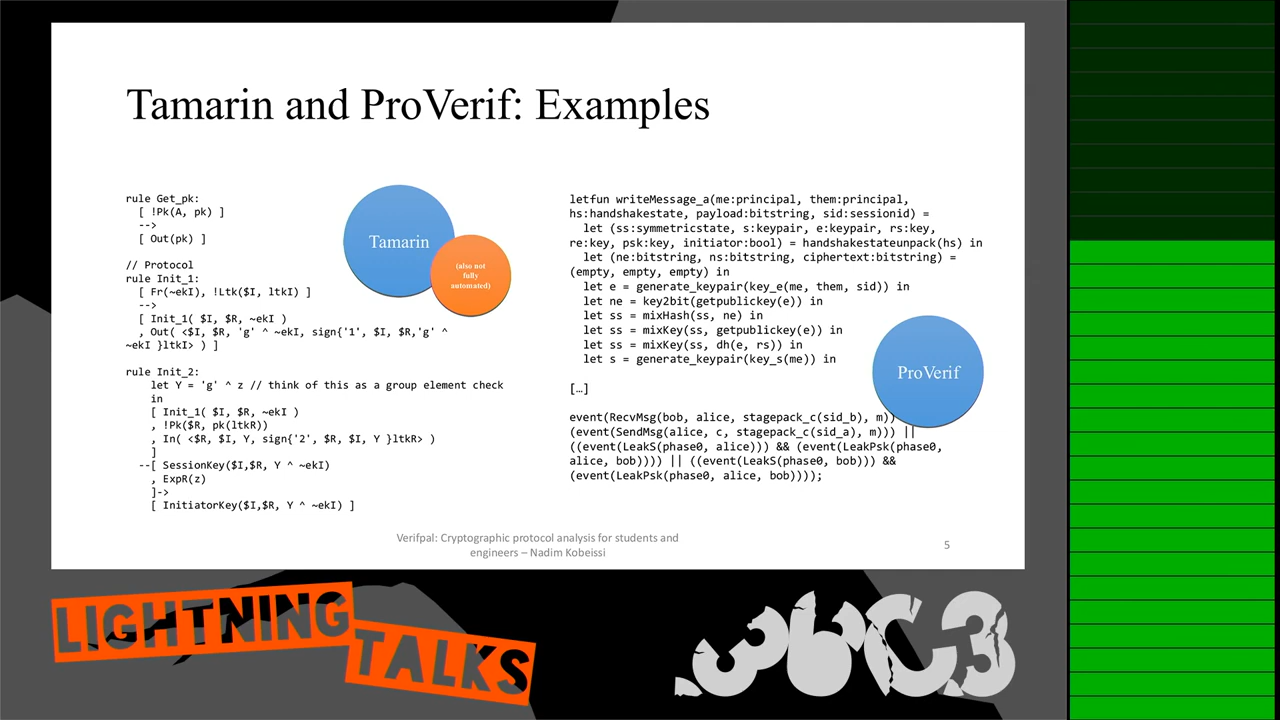 Tamarin and ProVerif: Examples
rule Get_pk:
[ !Pk(A, pk) ]
-->
[ Out(pk) ]
// Protocol
rule Init_1:
[ Fr(~ekI), !Ltk($I, ltkI) ]
-->
[ Init_1( $I, $R, ~ekI )
, Out( <$I, $R, 'g' ^ ~ekI, sign{'1', $I, $R,'g' ^
~ekI }ltkI> ) ]
rule Init_2:
let Y = 'g' ^ z // think of this as a group element check
in
[ Init_1( $I, $R, ~ekI )
, !Pk($R, pk(ltkR))
, In( <$R, $I, Y, sign{'2', $R, $I, Y }ltkR> )
]
--[ SessionKey($I,$R, Y ^ ~ekI)
, ExpR(z)
]->
[ InitiatorKey($I,$R, Y ^ ~ekI) ]
Tamarin
(also not
fully
automated)
letfun writeMessage_a(me:principal, them:principal,
hs:handshakestate, payload:bitstring, sid:sessionid) =
let (ss:symmetricstate, s:keypair, e:keypair, rs:key,
re:key, psk:key, initiator:bool) = handshakestateunpack(hs) in
let (ne:bitstring, ns:bitstring, ciphertext:bitstring) =
(empty, empty, empty) in
let e = generate_keypair(key_e(me, them, sid)) in
let ne = key2bit(getpublickey(e)) in
let ss = mixHash(ss, ne) in
let ss = mixKey(ss, getpublickey(e)) in
let ss = mixKey(ss, dh(e, rs)) in
let s = generate_keypair(key_s(me)) in
[…]
event(RecvMsg(bob, alice, stagepack_c(sid_b), m))
(event(SendMsg(alice, c, stagepack_c(sid_a), m))) ||
((event(LeakS(phase0, alice))) && (event(LeakPsk(phase0,
alice, bob)))) || ((event(LeakS(phase0, bob))) &&
(event(LeakPsk(phase0, alice, bob))));
ProVerif
Verifpal: Cryptographic protocol analysis for students and
engineers – Nadim Kobeissi
5
LIGHTNING
TALKS
36C3